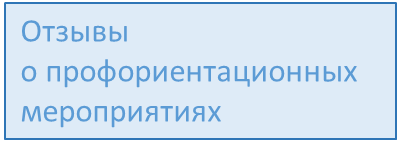 Отзывы
о профориентационных
мероприятиях